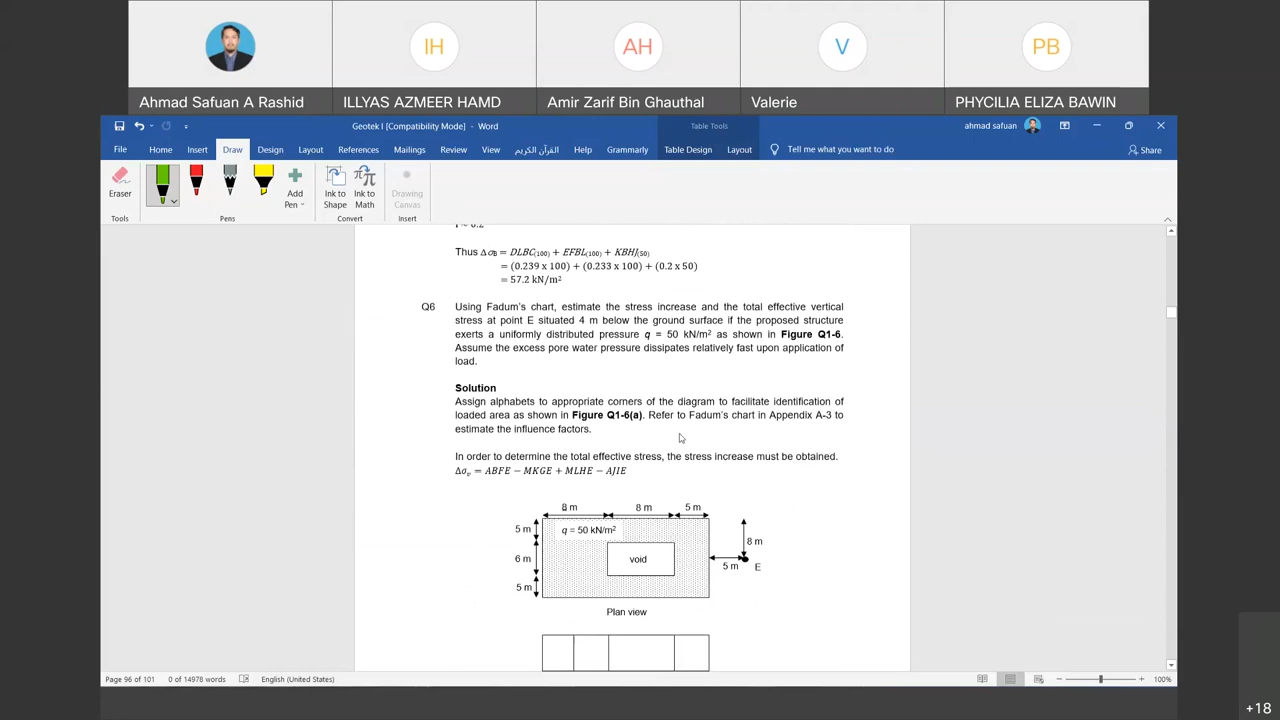 IH
AH
V
PB
Ahmad Safuan A Rashid
ILLYAS AZMEER HAMD
Amir Zarif Bin Ghauthal
Valerie
PHYCILIA ELIZA BAWIN
Geotek I [Compatibility Mode] - Word
Table Tools
ahmad safuan
File Home Insert Draw Design Layout References Mailings Review View القرآن الكريم Help Grammarly Table Design Layout Tell me what you want to do Share
Eraser
Add Pen
Ink to Shape
Ink to Math
Drawing Canvas
Tools
Pens
Convert
Insert
Thus ΔσB = DLBC(100) + EFBL(100) + KBHJ(50)
= (0.239 x 100) + (0.233 x 100) + (0.2 x 50)
= 57.2 kN/m²
Q6 Using Fadum's chart, estimate the stress increase and the total effective vertical
stress at point E situated 4 m below the ground surface if the proposed structure
exerts a uniformly distributed pressure q = 50 kN/m² as shown in Figure Q1-6.
Assume the excess pore water pressure dissipates relatively fast upon application of
load.
Solution
Assign alphabets to appropriate corners of the diagram to facilitate identification of
loaded area as shown in Figure Q1-6(a). Refer to Fadum's chart in Appendix A-3 to
estimate the influence factors.
In order to determine the total effective stress, the stress increase must be obtained.
Δσv = ABFE − MKGE + MLHE − AJIE
8 m 8 m 5 m
5 m q = 50 kN/m²
8 m
6 m void
5 m E
5 m
Plan view
Page 96 of 101 0 of 14978 words English (United States) 100%
+18